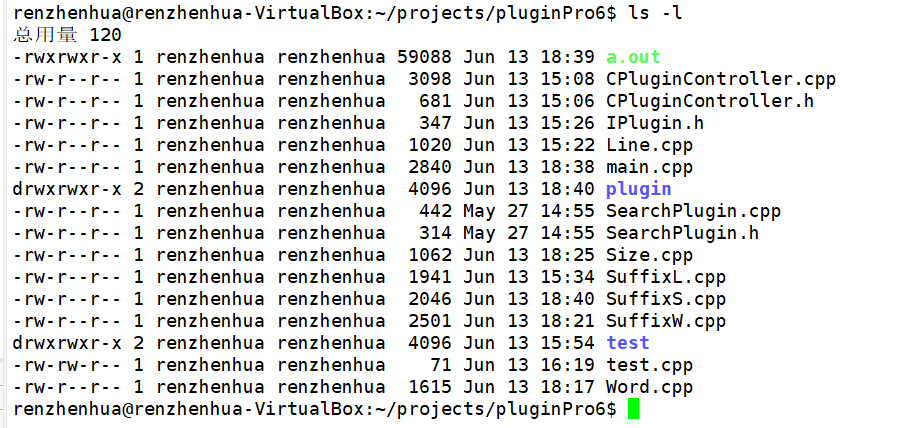 renzhenhua@renzhenhua-VirtualBox:~/projects/pluginPro6$ ls -l
总用量 120
-rwxrwxr-x 1 renzhenhua renzhenhua 59088 Jun 13 18:39 a.out
-rw-r--r-- 1 renzhenhua renzhenhua  3098 Jun 13 15:08 CPluginController.cpp
-rw-r--r-- 1 renzhenhua renzhenhua   681 Jun 13 15:06 CPluginController.h
-rw-r--r-- 1 renzhenhua renzhenhua   347 Jun 13 15:26 IPlugin.h
-rw-r--r-- 1 renzhenhua renzhenhua  1020 Jun 13 15:22 Line.cpp
-rw-r--r-- 1 renzhenhua renzhenhua  2840 Jun 13 18:38 main.cpp
drwxrwxr-x 2 renzhenhua renzhenhua  4096 Jun 13 18:40 plugin
-rw-r--r-- 1 renzhenhua renzhenhua   442 May 27 14:55 SearchPlugin.cpp
-rw-r--r-- 1 renzhenhua renzhenhua   314 May 27 14:55 SearchPlugin.h
-rw-r--r-- 1 renzhenhua renzhenhua  1062 Jun 13 18:25 Size.cpp
-rw-r--r-- 1 renzhenhua renzhenhua  1941 Jun 13 15:34 SuffixL.cpp
-rw-r--r-- 1 renzhenhua renzhenhua  2046 Jun 13 18:40 SuffixS.cpp
-rw-r--r-- 1 renzhenhua renzhenhua  2501 Jun 13 18:21 SuffixW.cpp
drwxrwxr-x 2 renzhenhua renzhenhua  4096 Jun 13 15:54 test
-rw-rw-r-- 1 renzhenhua renzhenhua    71 Jun 13 16:19 test.cpp
-rw-r--r-- 1 renzhenhua renzhenhua  1615 Jun 13 18:17 Word.cpp
renzhenhua@renzhenhua-VirtualBox:~/projects/pluginPro6$